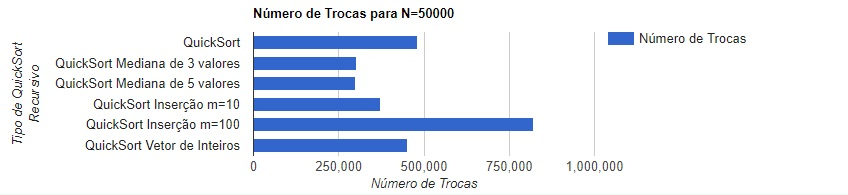 Número de Trocas para N=50000
Tipo de QuickSort
Recursivo
QuickSort
QuickSort Mediana de 3 valores
QuickSort Mediana de 5 valores
QuickSort Inserção m=10
QuickSort Inserção m=100
QuickSort Vetor de Inteiros
Número de Trocas
0 250,000 500,000 750,000 1,000,000
Número de Trocas